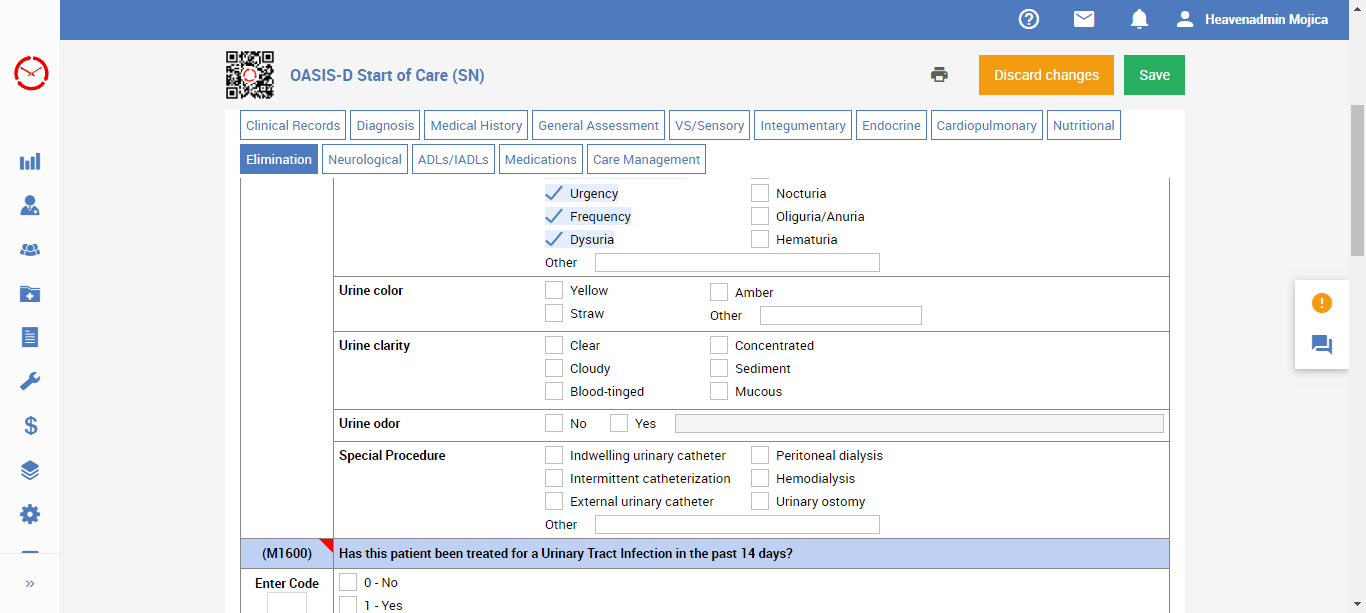 Heavenadmin Mojica
OASIS-D Start of Care (SN)
Discard changes
Save
Clinical Records Diagnosis Medical History General Assessment VS/Sensory Integumentary Endocrine Cardiopulmonary Nutritional
Elimination Neurological ADLs/IADLs Medications Care Management
Urgency Nocturia
Frequency Oliguria/Anuria
Dysuria Hematuria
Other
Urine color Yellow Amber
Straw Other
Urine clarity Clear Concentrated
Cloudy Sediment
Blood-tinged Mucous
Urine odor No Yes
Special Procedure Indwelling urinary catheter Peritoneal dialysis
Intermittent catheterization Hemodialysis
External urinary catheter Urinary ostomy
Other
(M1600) Has this patient been treated for a Urinary Tract Infection in the past 14 days?
Enter Code 0 - No
1 - Yes